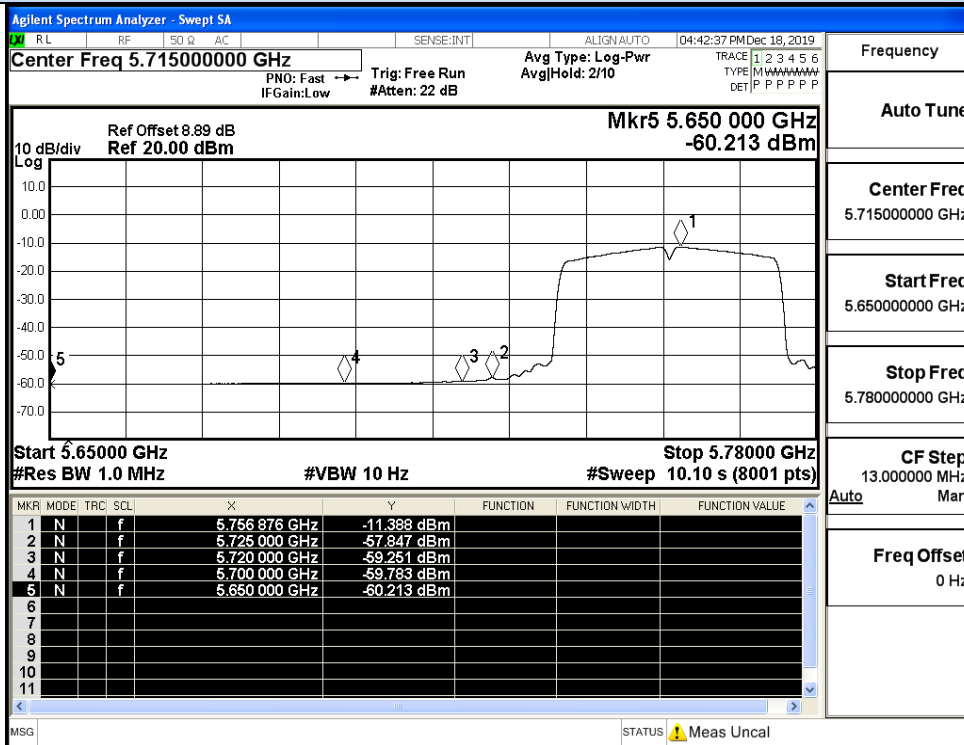 Agilent Spectrum Analyzer - Swept SA
LXI RL RF 50 Ω AC SENSE:INT ALIGN AUTO 04:42:37 PM Dec 18, 2019
Center Freq 5.715000000 GHz
PNO: Fast
IFGain:Low
Trig: Free Run
#Atten: 22 dB
Avg Type: Log-Pwr
Avg|Hold: 2/10
TRACE 1 2 3 4 5 6
TYPE M W W W W W
DET P P P P P P
Ref Offset 8.89 dB
Ref 20.00 dBm
10 dB/div
Log
Mkr5 5.650 000 GHz
-60.213 dBm
10.0
0.00
-10.0
-20.0
-30.0
-40.0
-50.0
-60.0
-70.0
1
2
3
4
5
Start 5.65000 GHz
Stop 5.78000 GHz
#Res BW 1.0 MHz #VBW 10 Hz #Sweep 10.10 s (8001 pts)
MKR MODE TRC SCL X Y FUNCTION FUNCTION WIDTH FUNCTION VALUE
1 N f 5.756 876 GHz -11.388 dBm
2 N f 5.725 000 GHz -57.847 dBm
3 N f 5.720 000 GHz -59.251 dBm
4 N f 5.700 000 GHz -59.783 dBm
5 N f 5.650 000 GHz -60.213 dBm
6
7
8
9
10
11
MSG STATUS Meas Uncal
Frequency
Auto Tune
Center Freq
5.715000000 GHz
Start Freq
5.650000000 GHz
Stop Freq
5.780000000 GHz
CF Step
13.000000 MHz
Auto Man
Freq Offset
0 Hz